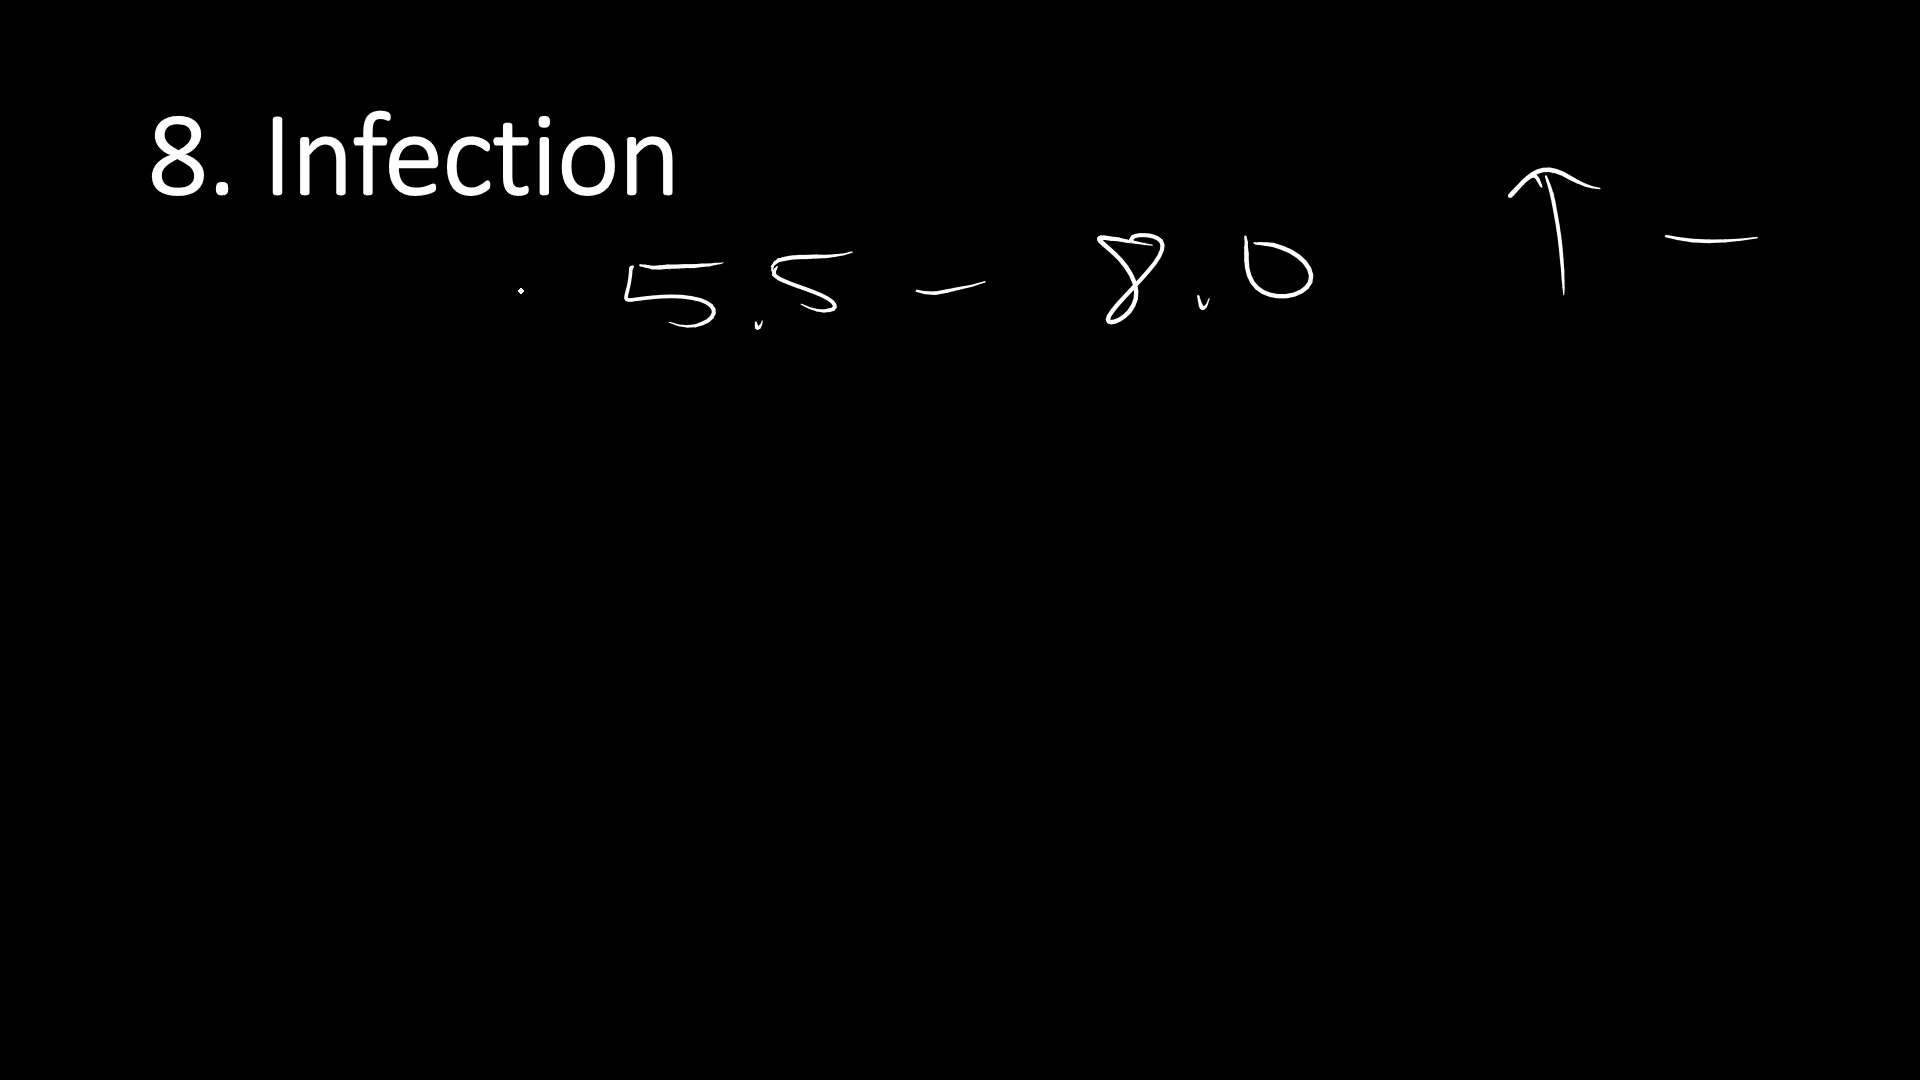 8. Infection
5.5 – 8.0 ↑ –